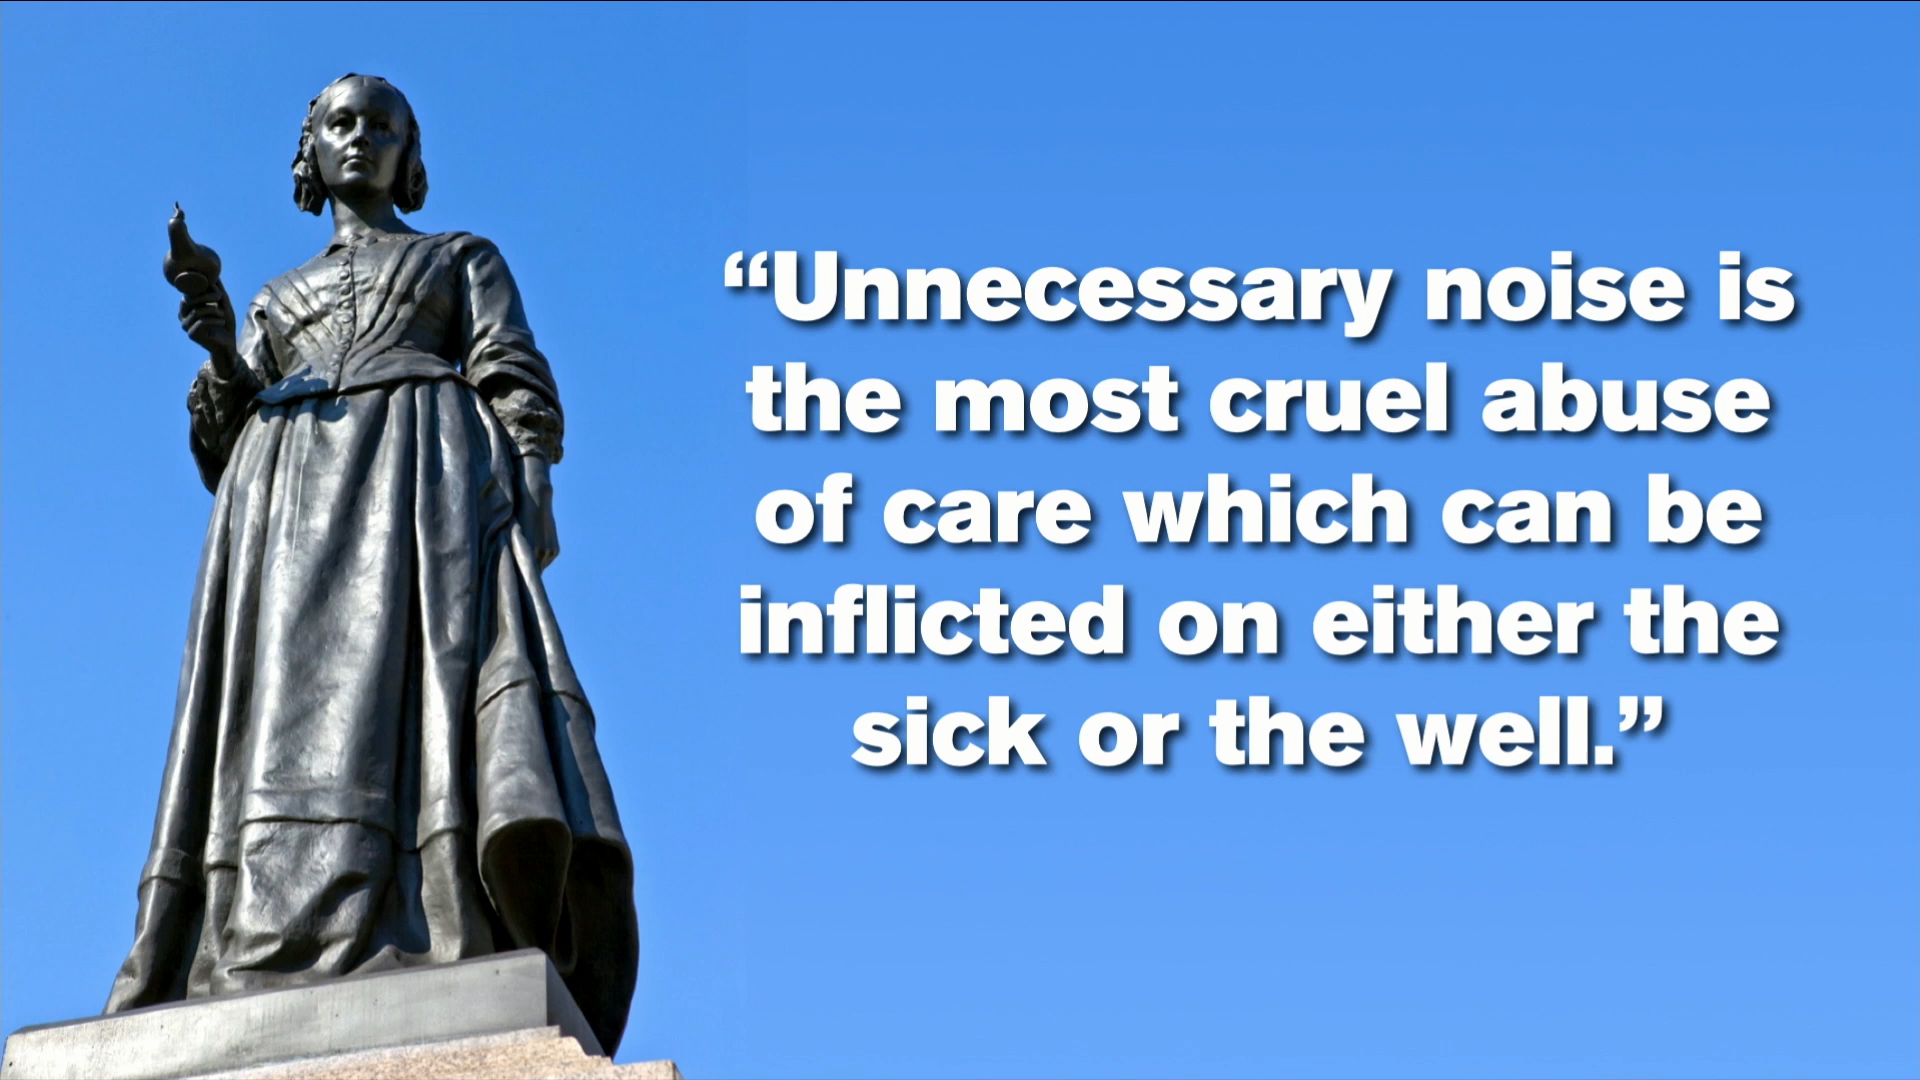 “Unnecessary noise is
the most cruel abuse
of care which can be
inflicted on either the
sick or the well.”